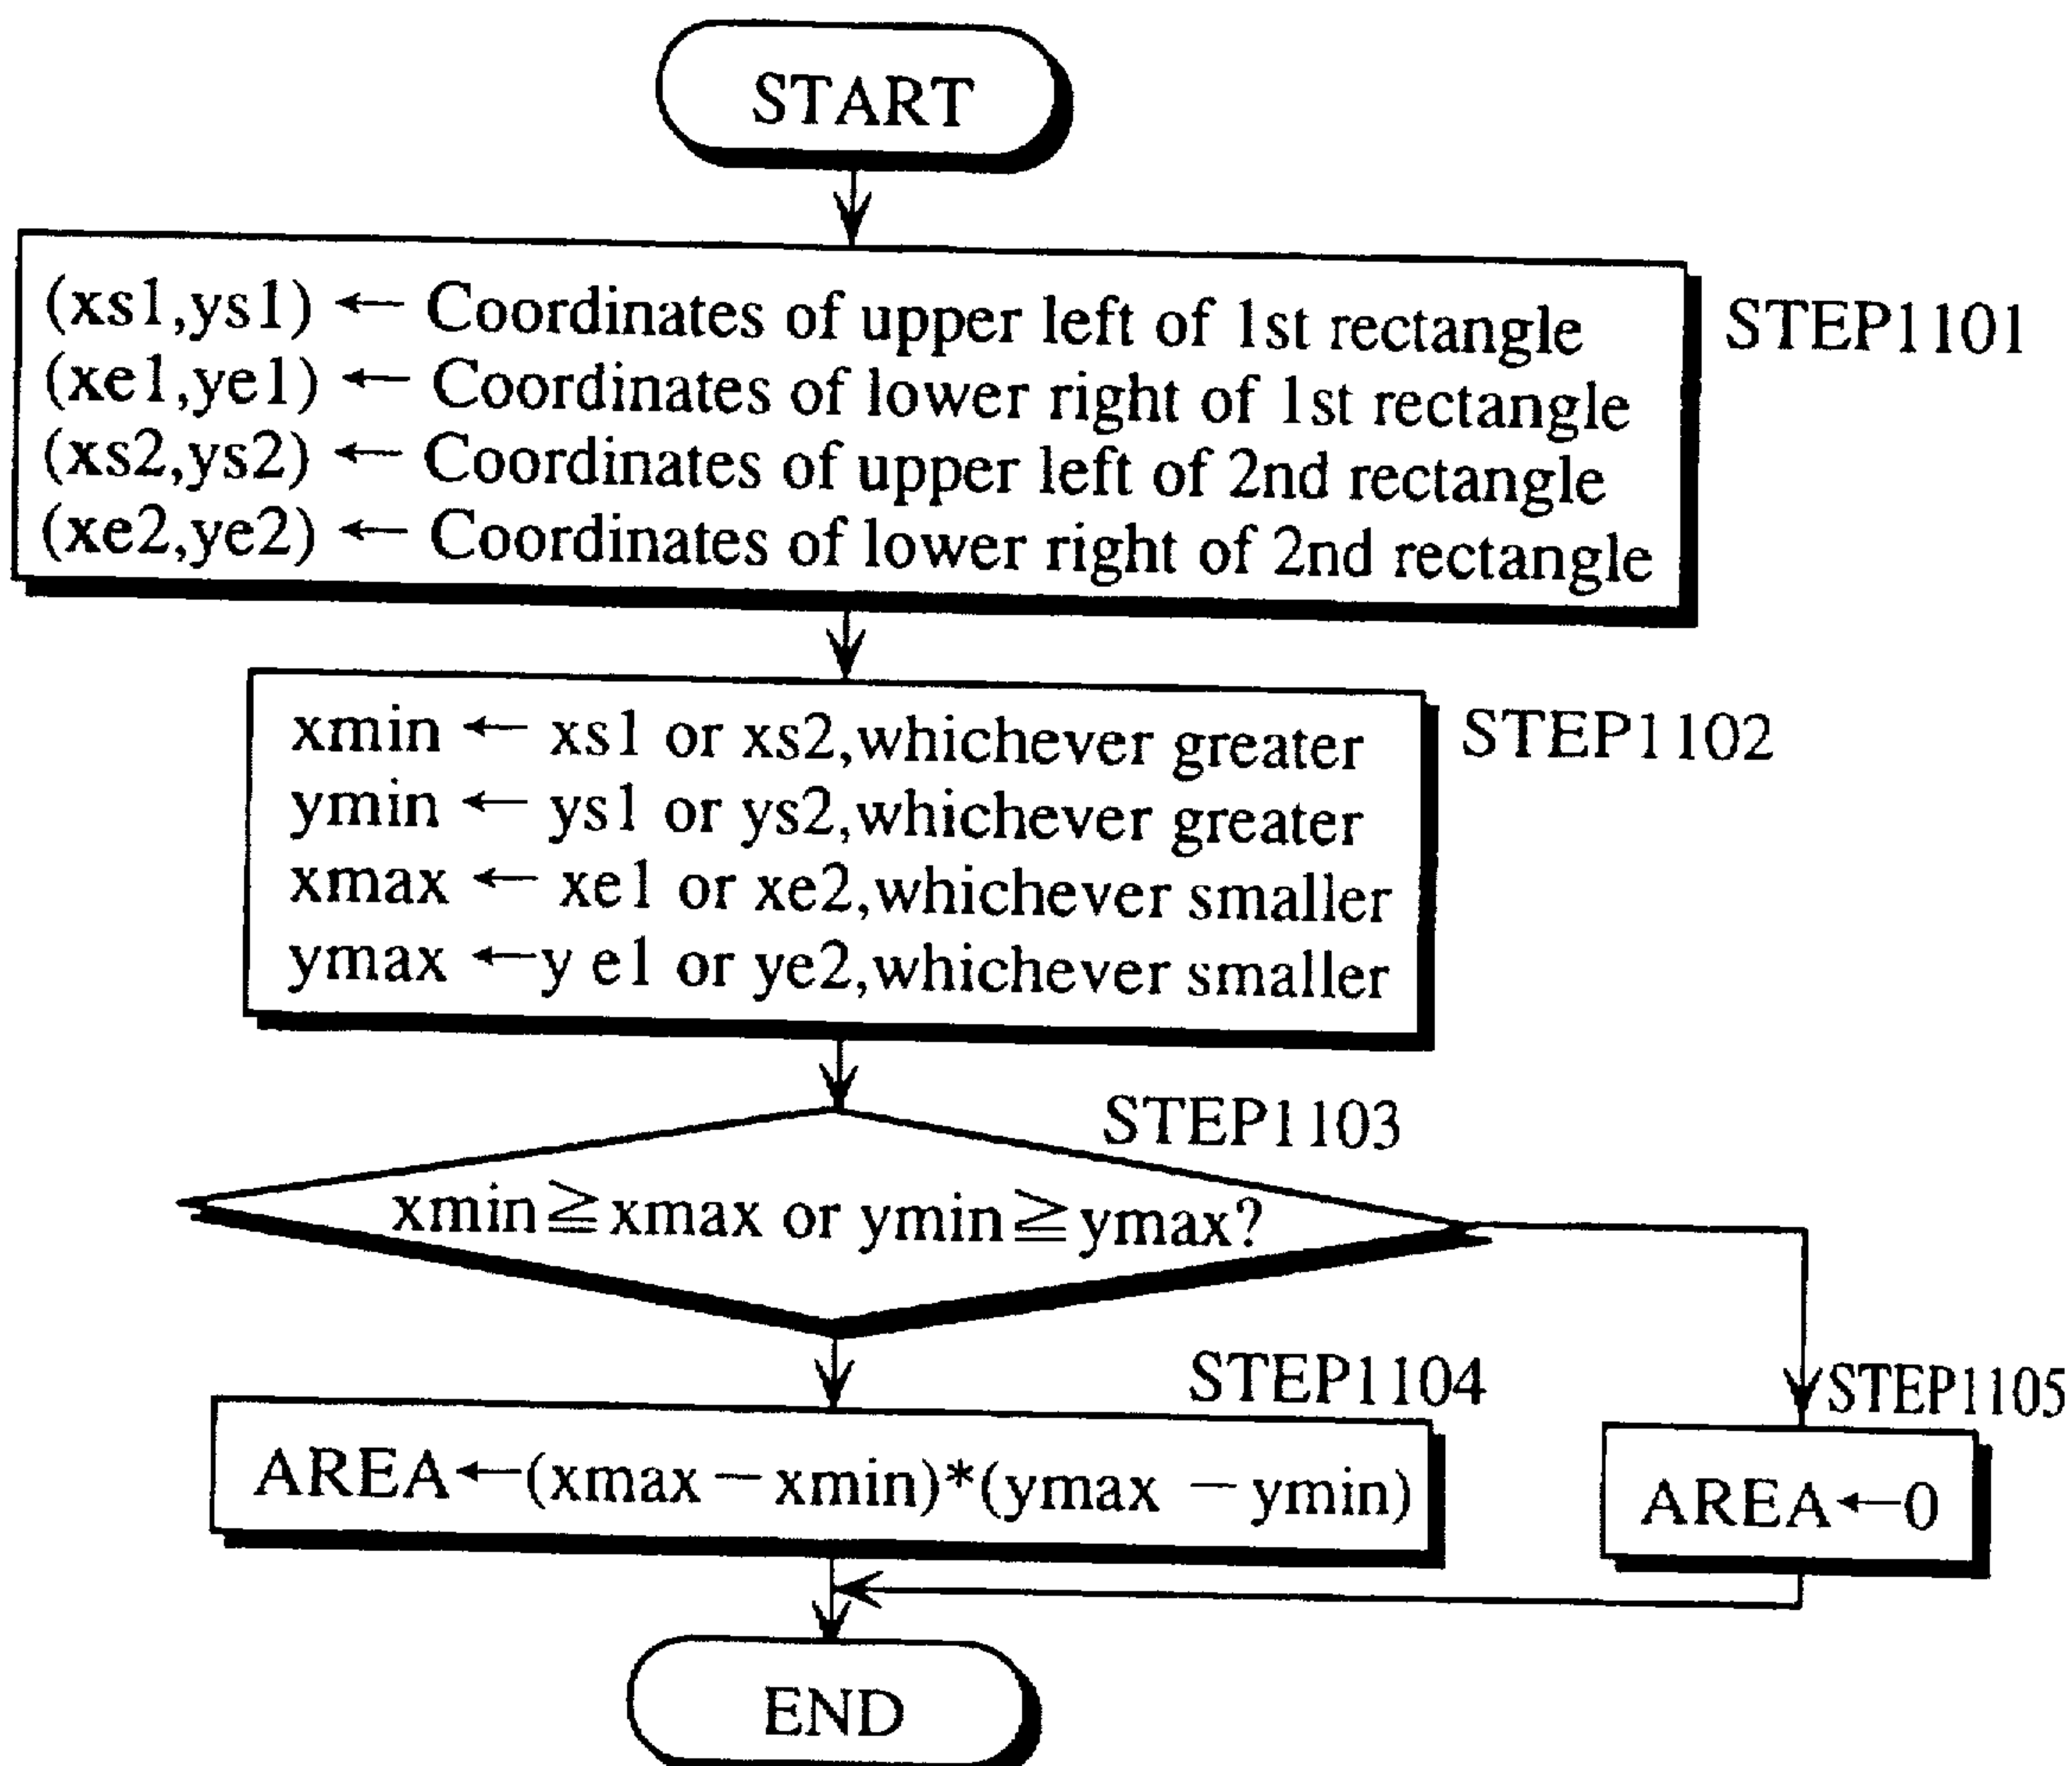 START
(xs1,ys1) ← Coordinates of upper left of 1st rectangle
STEP1101
(xe1,ye1) ← Coordinates of lower right of 1st rectangle
(xs2,ys2) ← Coordinates of upper left of 2nd rectangle
(xe2,ye2) ← Coordinates of lower right of 2nd rectangle
xmin ← xs1 or xs2,whichever greater
STEP1102
ymin ← ys1 or ys2,whichever greater
xmax ← xe1 or xe2,whichever smaller
ymax ←y e1 or ye2,whichever smaller
STEP1103
xmin≧xmax or ymin≧ymax?
STEP1104
STEP1105
AREA←(xmax−xmin)*(ymax −ymin)
AREA←0
END